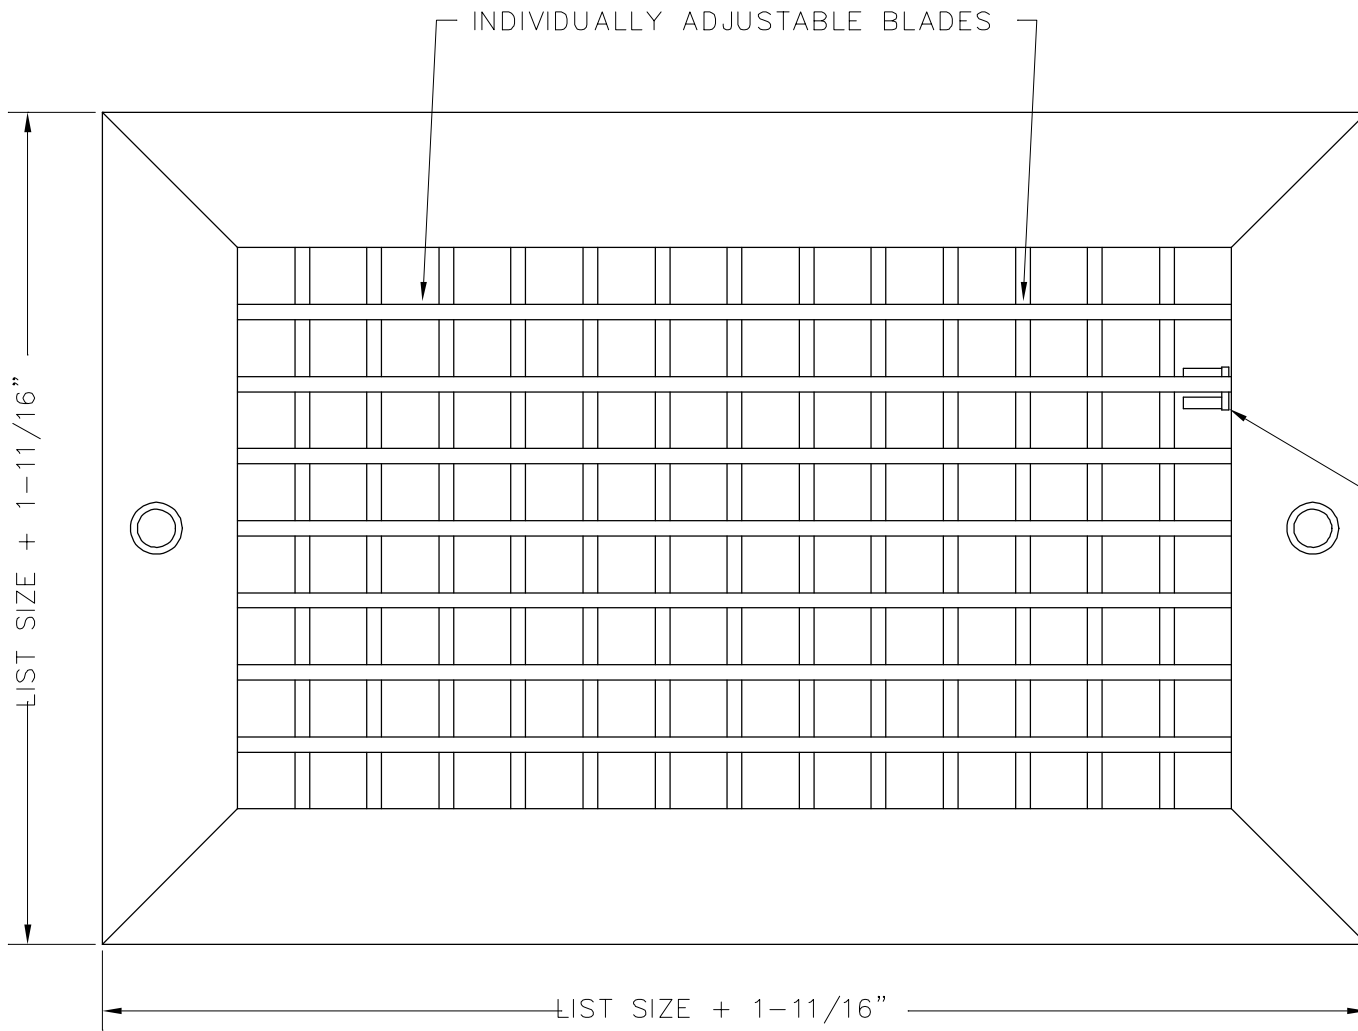 INDIVIDUALLY ADJUSTABLE BLADES
LIST SIZE + 1-11/16"
LIST SIZE + 1-11/16"